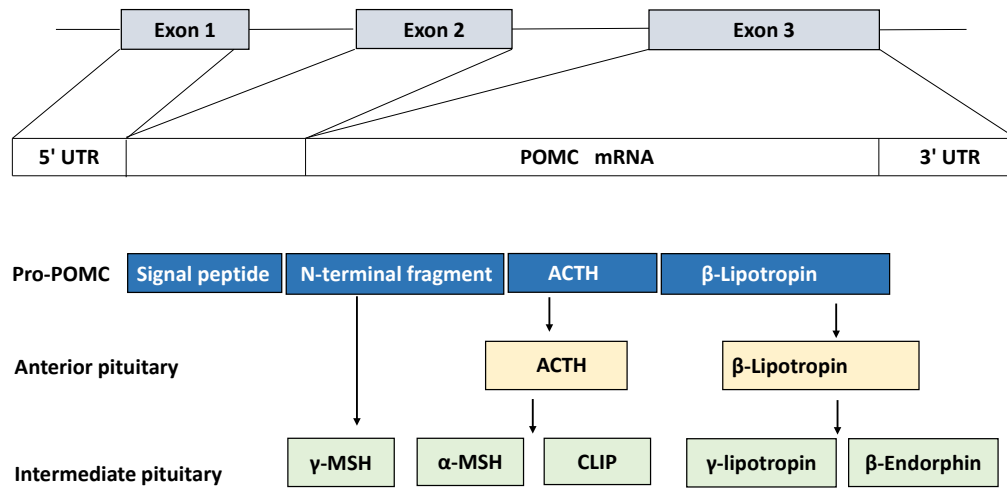 Exon 1
Exon 2
Exon 3
5' UTR
POMC mRNA
3' UTR
Pro-POMC
Signal peptide
N-terminal fragment
ACTH
β-Lipotropin
Anterior pituitary
ACTH
β-Lipotropin
Intermediate pituitary
γ-MSH
α-MSH
CLIP
γ-lipotropin
β-Endorphin